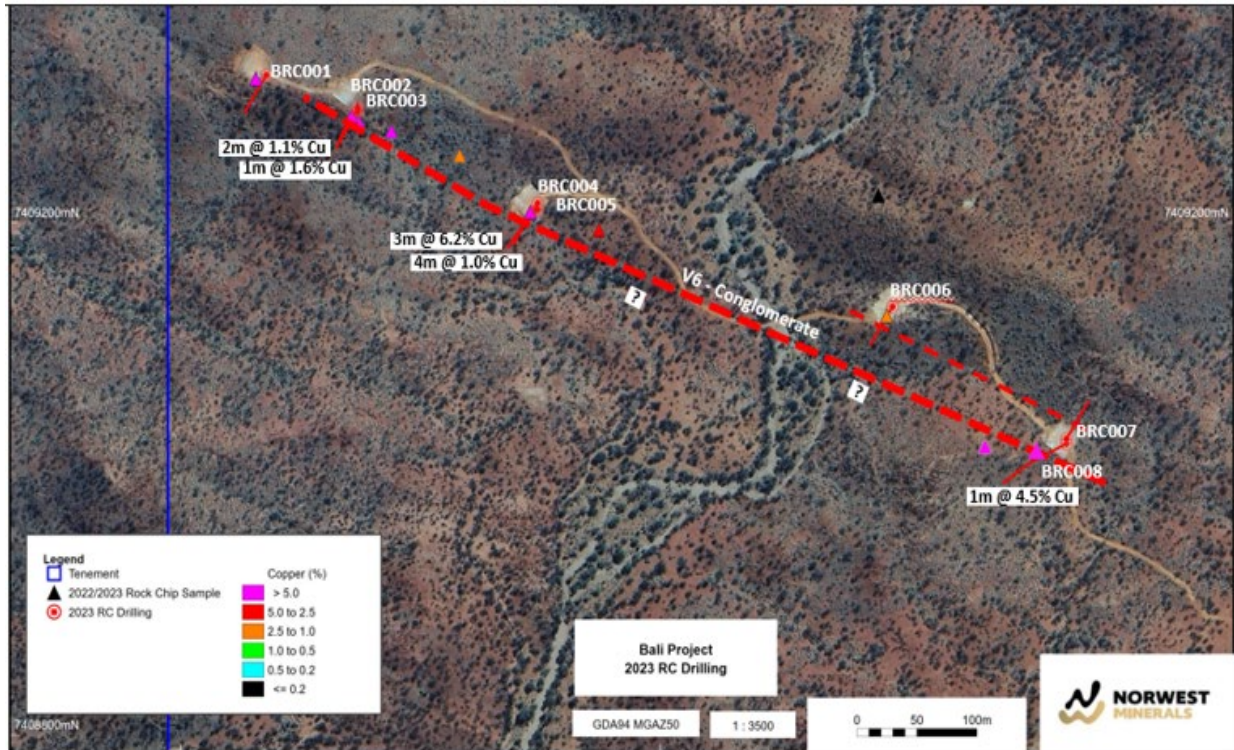 BRC001
BRC002
BRC003
2m @ 1.1% Cu
1m @ 1.6% Cu
BRC004
BRC005
7409200mN
7409200mN
3m @ 6.2% Cu
4m @ 1.0% Cu
V6 - Conglomerate
?
BRC006
?
BRC007
BRC008
1m @ 4.5% Cu
Legend
Tenement
2022/2023 Rock Chip Sample
2023 RC Drilling
Copper (%)
> 5.0
5.0 to 2.5
2.5 to 1.0
1.0 to 0.5
0.5 to 0.2
<= 0.2
Bali Project
2023 RC Drilling
GDA94 MGAZ50
1 : 3500
0 50 100m
NORWEST
MINERALS